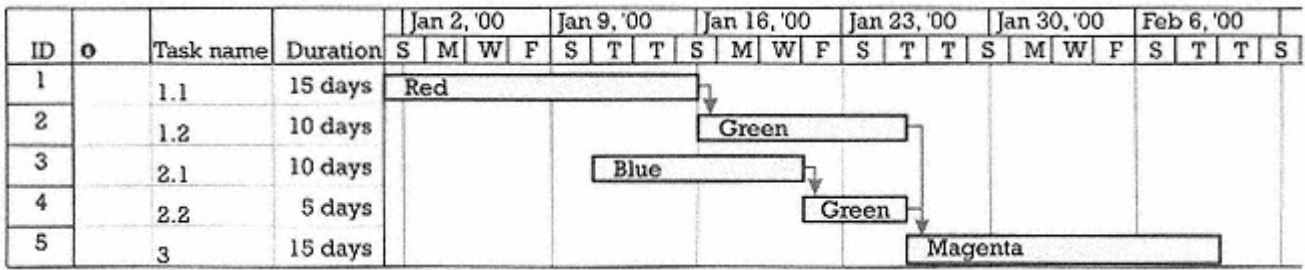 Jan 2, '00 Jan 9, '00 Jan 16, '00 Jan 23, '00 Jan 30, '00 Feb 6, '00
ID Task name Duration S M W F S T T S M W F S T T S M W F S T T S
1 1.1 15 days Red
2 1.2 10 days Green
3 2.1 10 days Blue
4 2.2 5 days Green
5 3 15 days Magenta